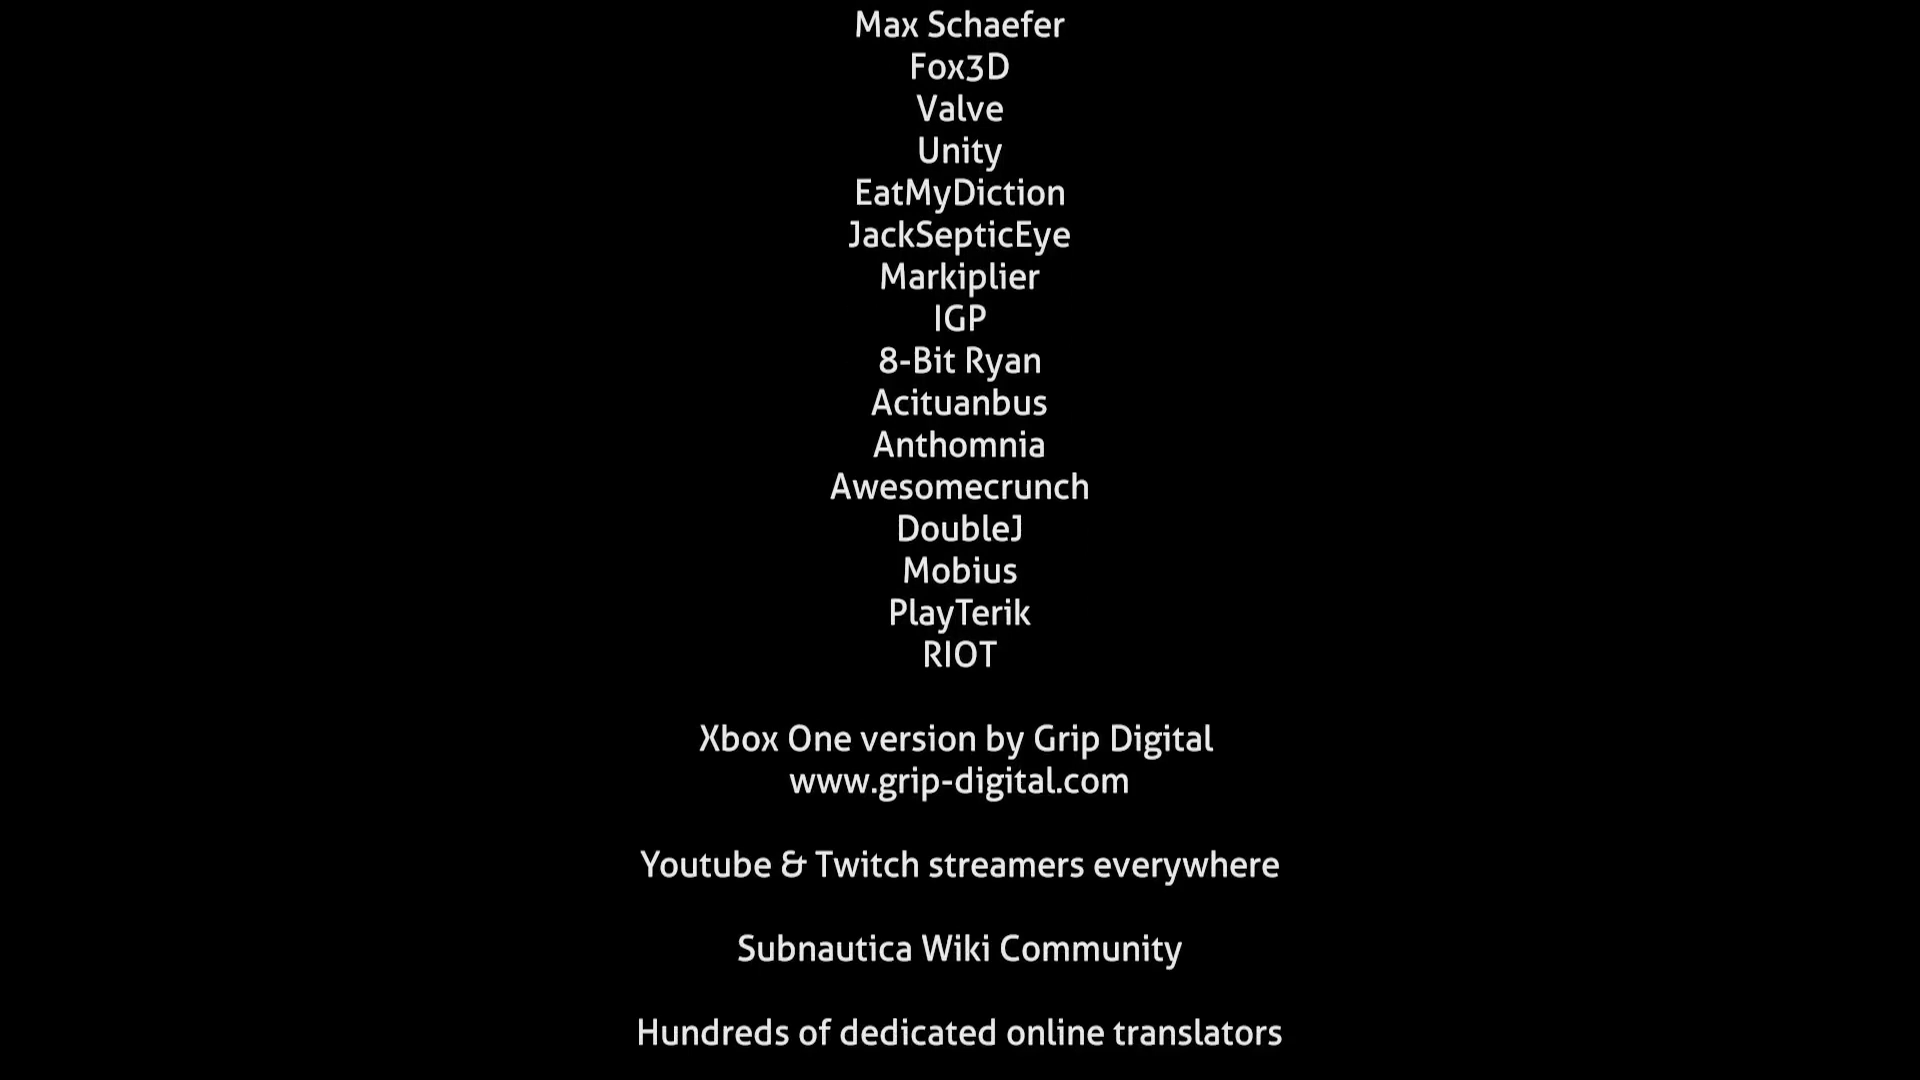 Max Schaefer
Fox3D
Valve
Unity
EatMyDiction
JackSepticEye
Markiplier
IGP
8-Bit Ryan
Acituanbus
Anthomnia
Awesomecrunch
DoubleJ
Mobius
PlayTerik
RIOT
Xbox One version by Grip Digital
www.grip-digital.com
Youtube & Twitch streamers everywhere
Subnautica Wiki Community
Hundreds of dedicated online translators